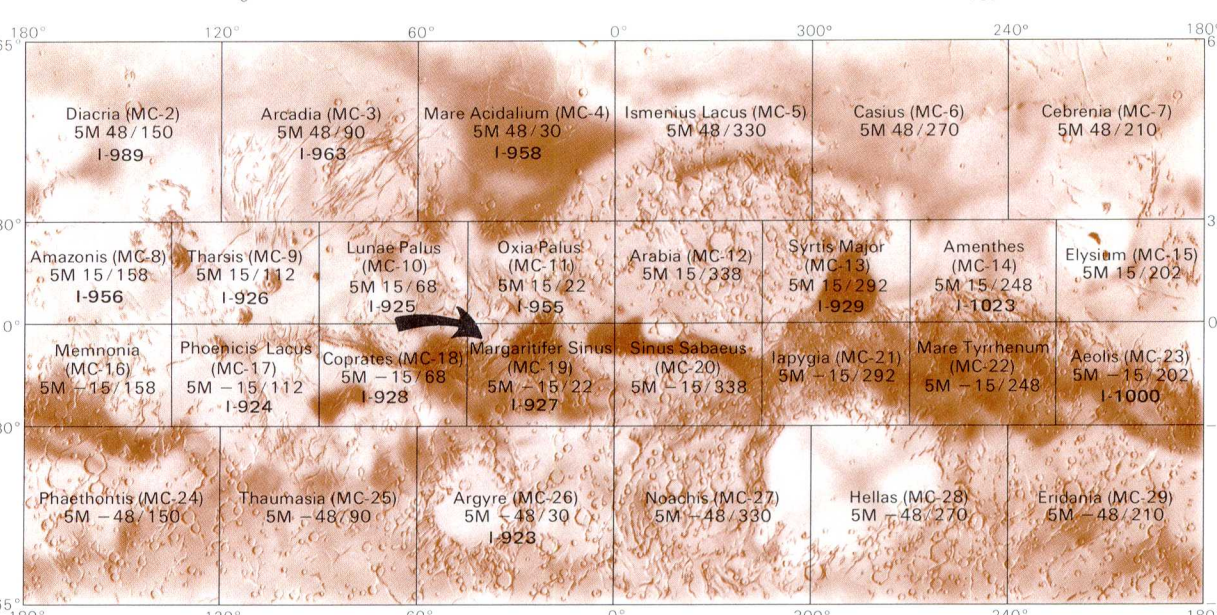 180° 120° 60° 0° 300° 240° 180°
Diacria (MC-2)
5M 48/150
I-989
Arcadia (MC-3)
5M 48/90
I-963
Mare Acidalium (MC-4)
5M 48/30
I-958
Ismenius Lacus (MC-5)
5M 48/330
Casius (MC-6)
5M 48/270
Cebrenia (MC-7)
5M 48/210
Amazonis (MC-8)
5M 15/158
I-956
Tharsis (MC-9)
5M 15/112
I-926
Lunae Palus
(MC-10)
5M 15/68
I-925
Oxia Palus
(MC-11)
5M 15/22
I-955
Arabia (MC-12)
5M 15/338
Syrtis Major
(MC-13)
5M 15/292
I-929
Amenthes
(MC-14)
5M 15/248
I-1023
Elysium (MC-15)
5M 15/202
0° 0
Memnonia
(MC-16)
5M −15/158
Phoenicis Lacus
(MC-17)
5M −15/112
I-924
Coprates (MC-18)
5M −15/68
I-928
Margaritifer Sinus
(MC-19)
5M −15/22
I-927
Sinus Sabaeus
(MC-20)
5M −15/338
Iapygia (MC-21)
5M −15/292
Mare Tyrrhenum
(MC-22)
5M −15/248
Aeolis (MC-23)
5M −15/202
I-1000
Phaethontis (MC-24)
5M −48/150
Thaumasia (MC-25)
5M −48/90
Argyre (MC-26)
5M −48/30
I-923
Noachis (MC-27)
5M −48/330
Hellas (MC-28)
5M −48/270
Eridania (MC-29)
5M −48/210